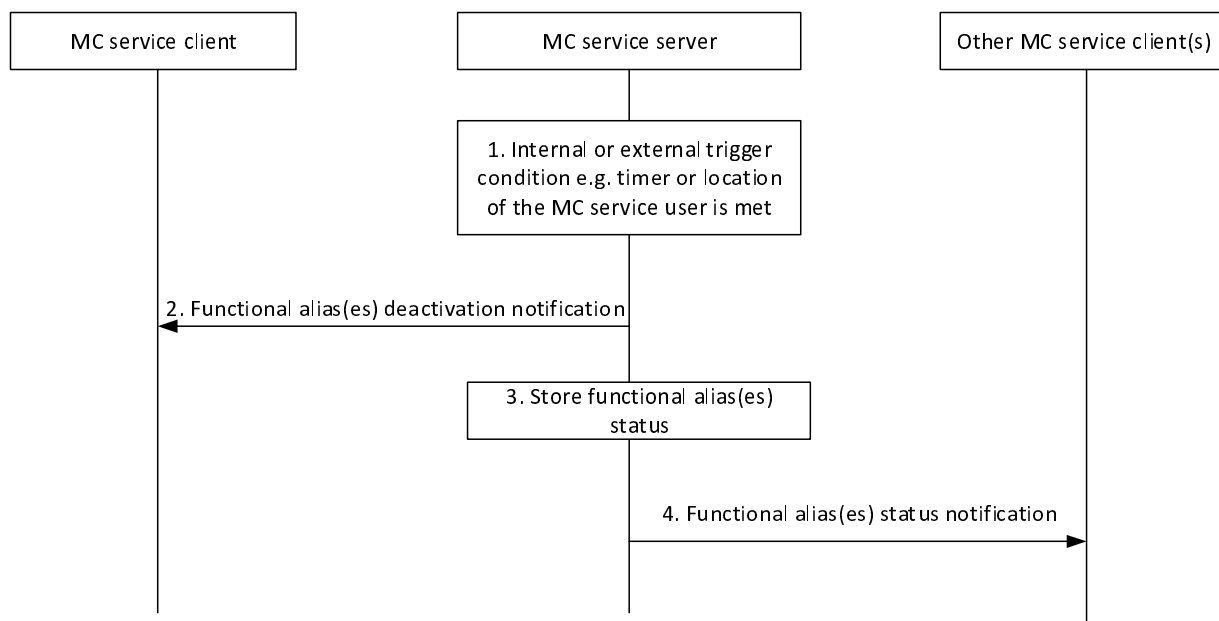 MC service client
MC service server
Other MC service client(s)
1. Internal or external trigger
condition e.g. timer or location
of the MC service user is met
2. Functional alias(es) deactivation notification
3. Store functional alias(es)
status
4. Functional alias(es) status notification